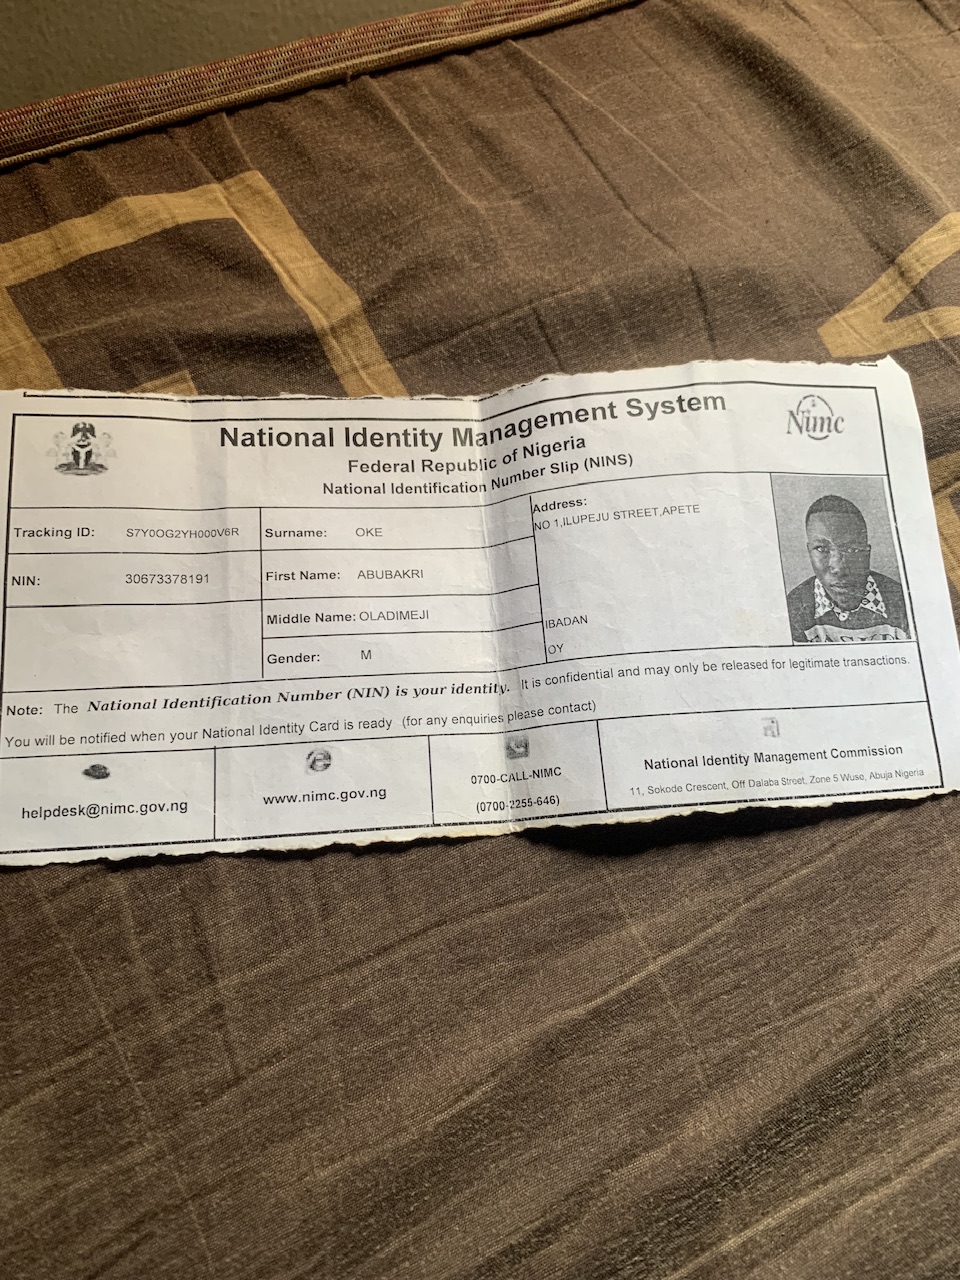 National Identity Management System
Federal Republic of Nigeria
National Identification Number Slip (NINS)
Nimc
Tracking ID: S7Y0OG2YH000V6R
Surname: OKE
Address:
NO 1,ILUPEJU STREET,APETE
NIN: 30673378191
First Name: ABUBAKRI
Middle Name: OLADIMEJI
IBADAN
Gender: M
OY
Note: The National Identification Number (NIN) is your identity. It is confidential and may only be released for legitimate transactions.
You will be notified when your National Identity Card is ready (for any enquiries please contact)
helpdesk@nimc.gov.ng
www.nimc.gov.ng
0700-CALL-NIMC
(0700-2255-646)
National Identity Management Commission
11, Sokode Crescent, Off Dalaba Street, Zone 5 Wuse, Abuja Nigeria